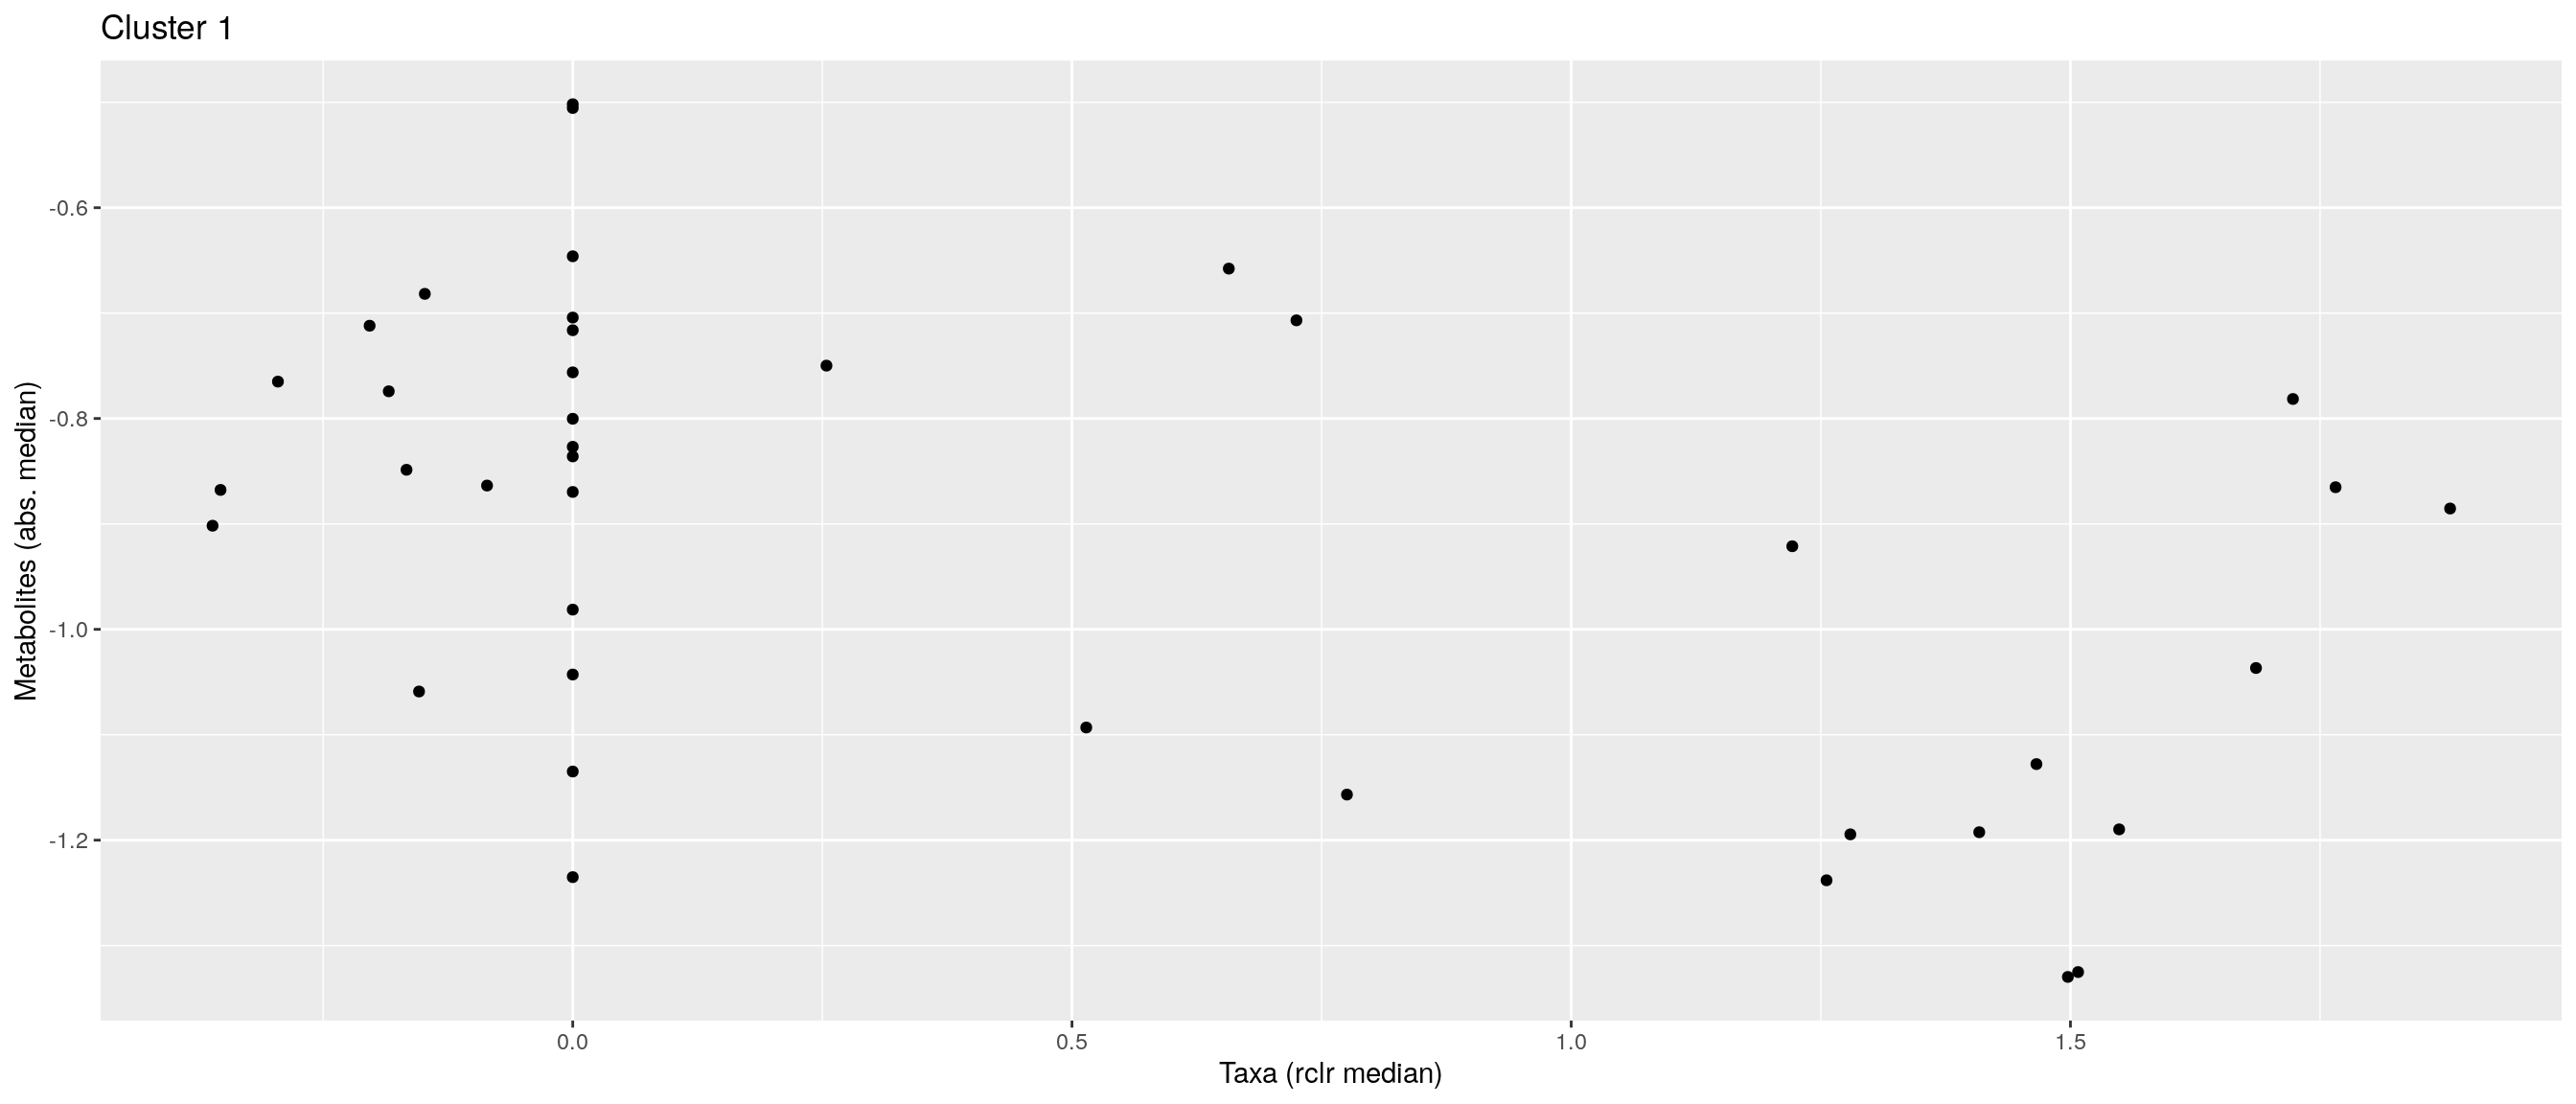 Cluster 1
Metabolites (abs. median)
-0.6
-0.8
-1.0
-1.2
0.0 0.5 1.0 1.5
Taxa (rclr median)